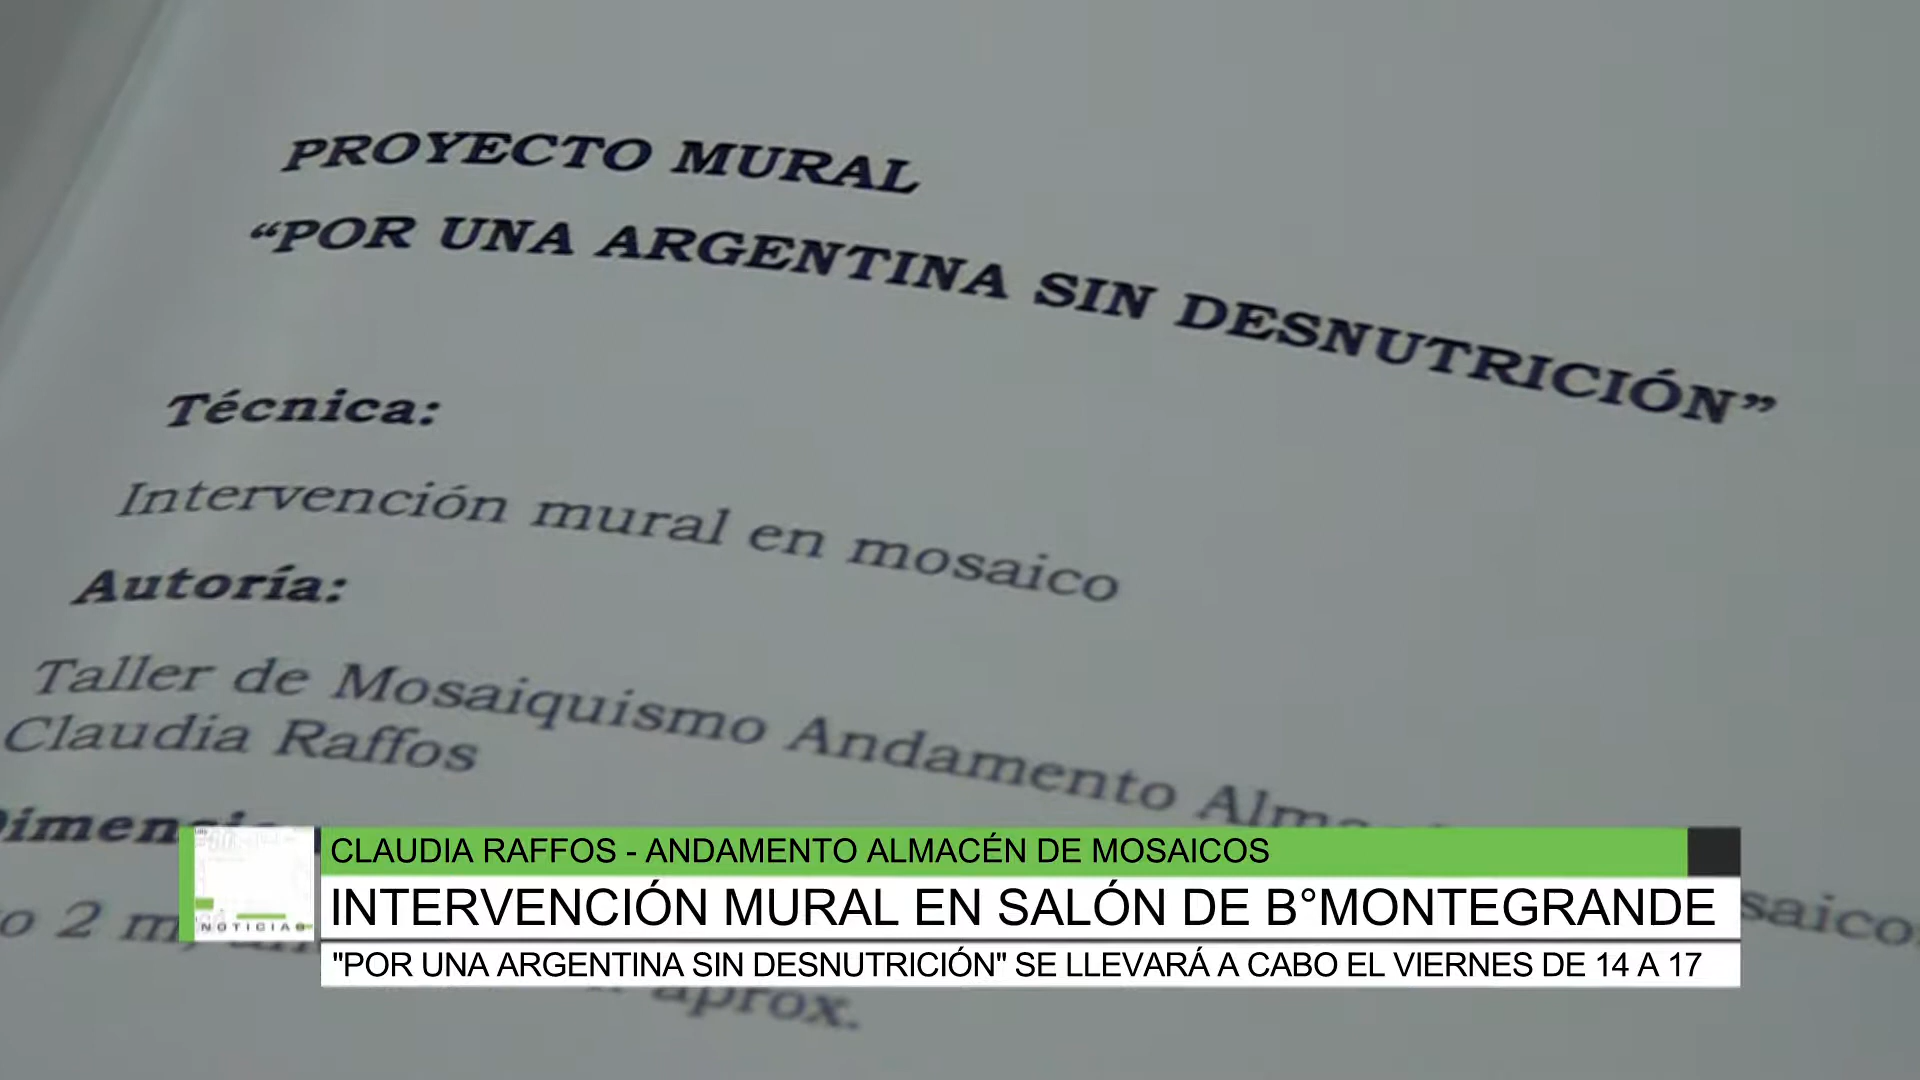 PROYECTO MURAL
“POR UNA ARGENTINA SIN DESNUTRICIÓN”
Técnica:
Intervención mural en mosaico
Autoría:
Taller de Mosaiquismo Andamento
Claudia Raffos
2 m
aprox.
CLAUDIA RAFFOS - ANDAMENTO ALMACÉN DE MOSAICOS
INTERVENCIÓN MURAL EN SALÓN DE B°MONTEGRANDE
"POR UNA ARGENTINA SIN DESNUTRICIÓN" SE LLEVARÁ A CABO EL VIERNES DE 14 A 17
NOTICIAS